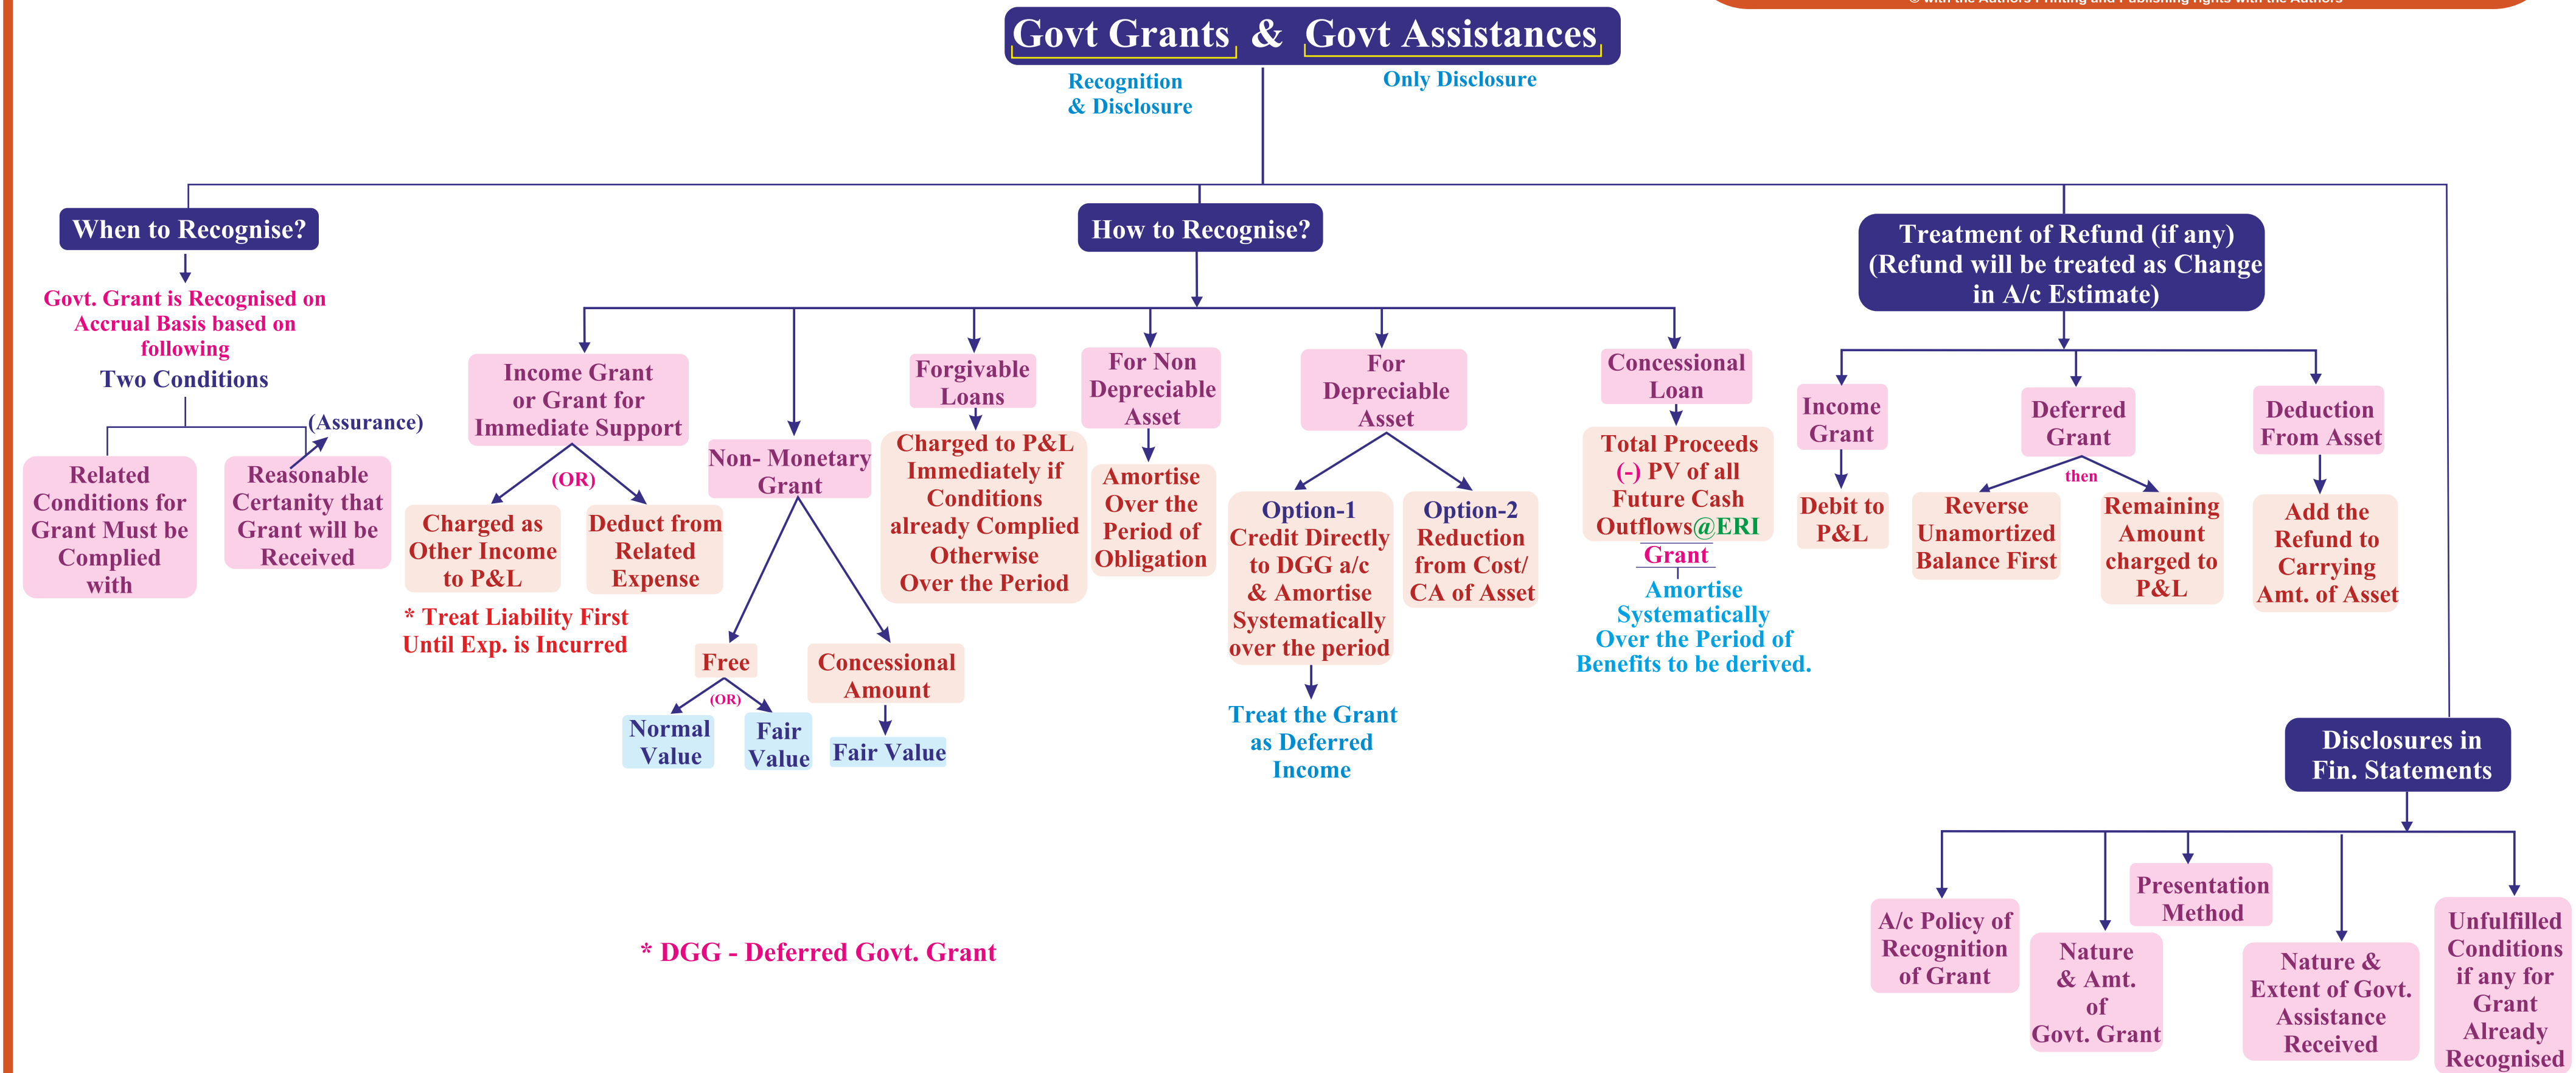 © with the Authors Printing and Publishing rights with the Authors
Govt Grants & Govt Assistances
Recognition
& Disclosure
Only Disclosure
When to Recognise?
Govt. Grant is Recognised on
Accrual Basis based on
following
Two Conditions
(Assurance)
Related
Conditions for
Grant Must be
Complied
with
Reasonable
Certanity that
Grant will be
Received
How to Recognise?
Income Grant
or Grant for
Immediate Support
(OR)
Charged as
Other Income
to P&L
Deduct from
Related
Expense
* Treat Liability First
Until Exp. is Incurred
Non- Monetary
Grant
Free
(OR)
Normal
Value
Fair
Value
Concessional
Amount
Fair Value
Forgivable
Loans
Charged to P&L
Immediately if
Conditions
already Complied
Otherwise
Over the Period
For Non
Depreciable
Asset
Amortise
Over the
Period of
Obligation
For
Depreciable
Asset
Option-1
Credit Directly
to DGG a/c
& Amortise
Systematically
over the period
Treat the Grant
as Deferred
Income
Option-2
Reduction
from Cost/
CA of Asset
Concessional
Loan
Total Proceeds
(-) PV of all
Future Cash
Outflows@ERI
Grant
Amortise
Systematically
Over the Period of
Benefits to be derived.
Treatment of Refund (if any)
(Refund will be treated as Change
in A/c Estimate)
Income
Grant
Debit to
P&L
Deferred
Grant
then
Reverse
Unamortized
Balance First
Remaining
Amount
charged to
P&L
Deduction
From Asset
Add the
Refund to
Carrying
Amt. of Asset
Disclosures in
Fin. Statements
A/c Policy of
Recognition
of Grant
Nature
& Amt.
of
Govt. Grant
Presentation
Method
Nature &
Extent of Govt.
Assistance
Received
Unfulfilled
Conditions
if any for
Grant
Already
Recognised
* DGG - Deferred Govt. Grant